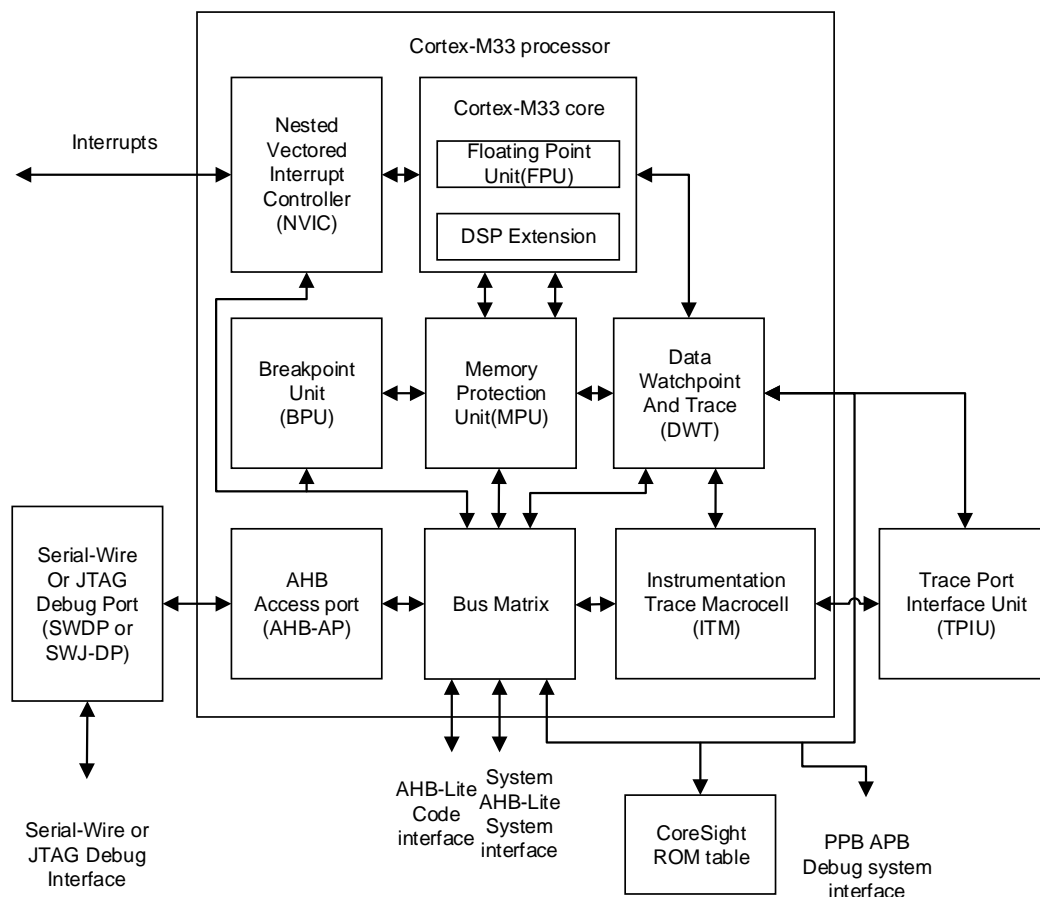 Cortex-M33 processor
Interrupts
Nested
Vectored
Interrupt
Controller
(NVIC)
Cortex-M33 core
Floating Point
Unit(FPU)
DSP Extension
Breakpoint
Unit
(BPU)
Memory
Protection
Unit(MPU)
Data
Watchpoint
And Trace
(DWT)
Serial-Wire
Or JTAG
Debug Port
(SWDP or
SWJ-DP)
AHB
Access port
(AHB-AP)
Bus Matrix
Instrumentation
Trace Macrocell
(ITM)
Trace Port
Interface Unit
(TPIU)
Serial-Wire or
JTAG Debug
Interface
AHB-Lite
Code
interface
System
AHB-Lite
System
interface
CoreSight
ROM table
PPB APB
Debug system
interface